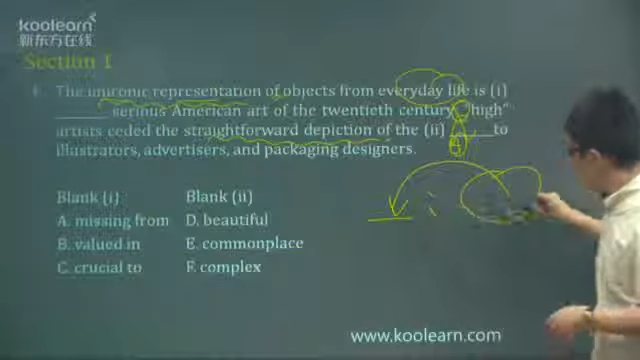 koolearn
新东方在线
Section 1
1. The unironic representation of objects from everyday life is (i)
_____ serious American art of the twentieth century: "high"
artists ceded the straightforward depiction of the (ii) _____ to
illustrators, advertisers, and packaging designers.
Blank (i) Blank (ii)
A. missing from D. beautiful
B. valued in E. commonplace
C. crucial to F. complex
www.koolearn.com